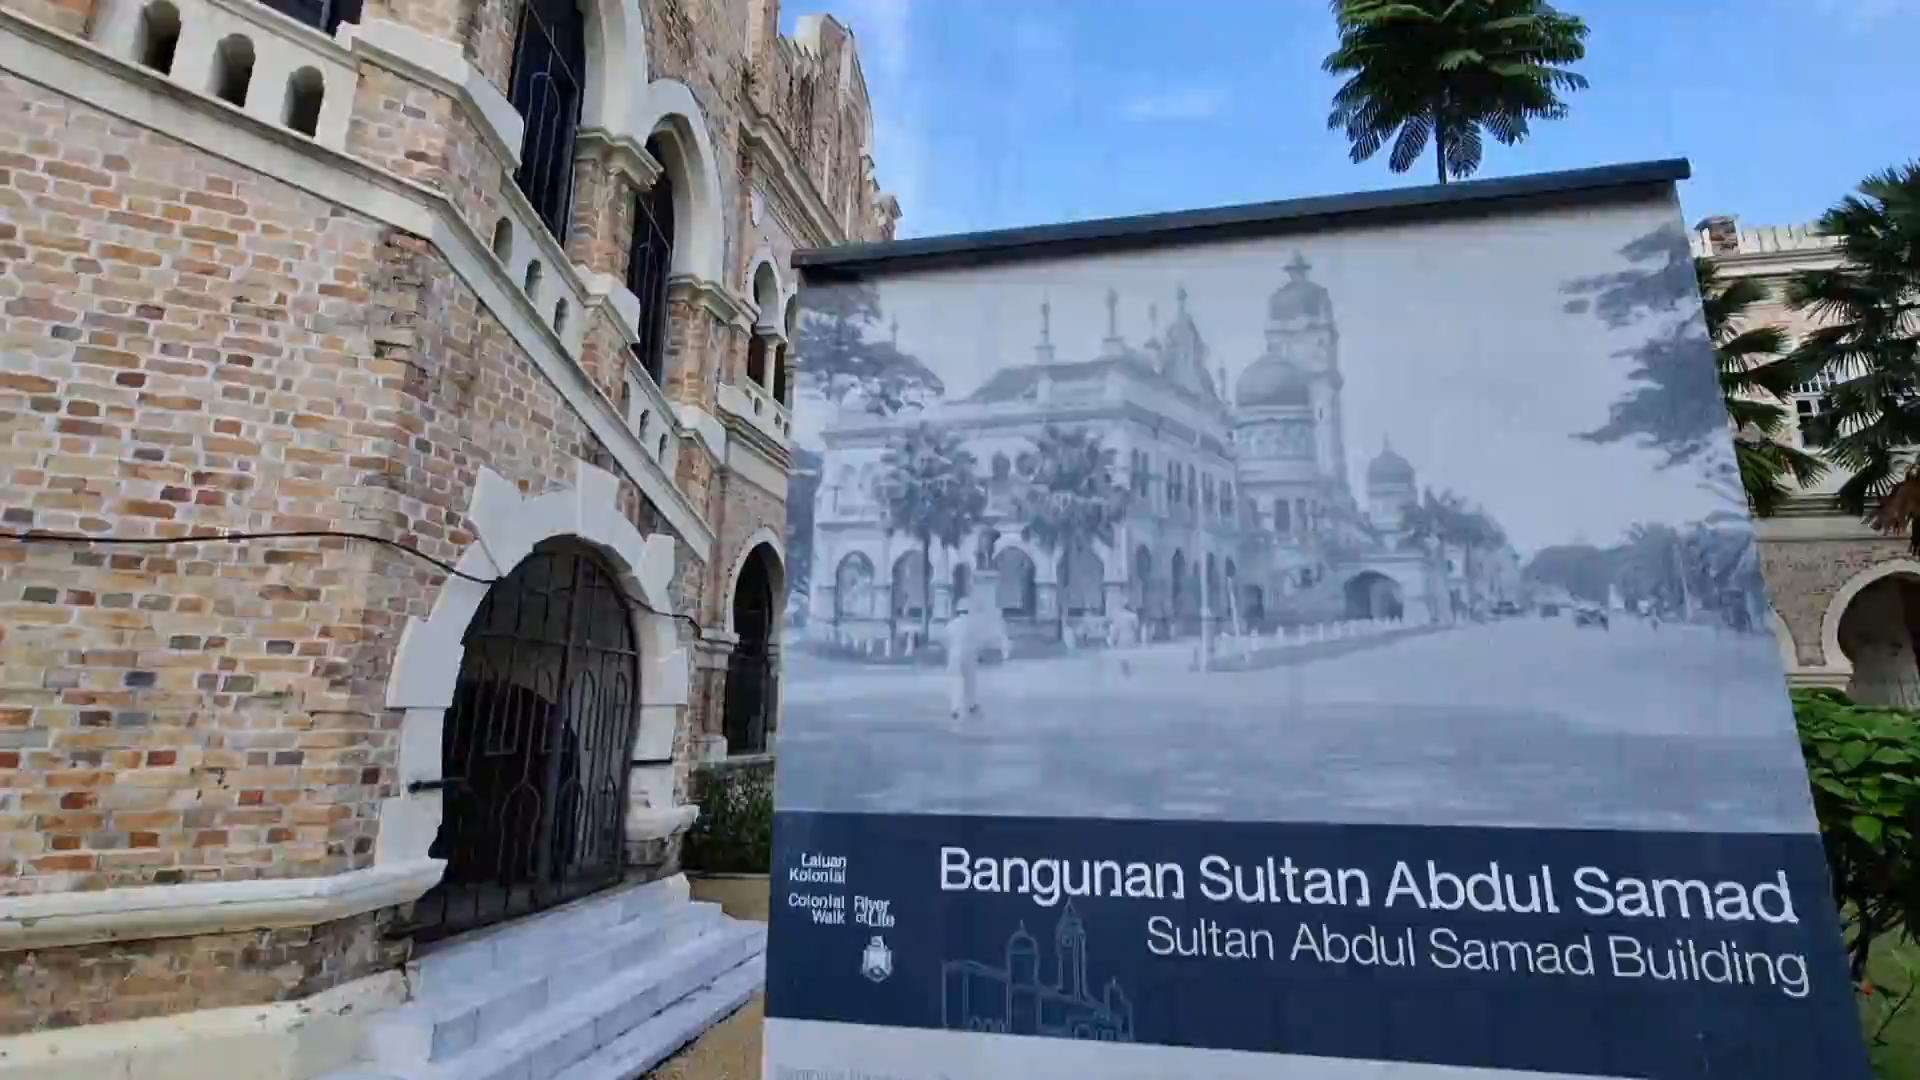 Bangunan Sultan Abdul Samad
Sultan Abdul Samad Building
Laluan
Kolonial
Colonial
Walk
River
of Life